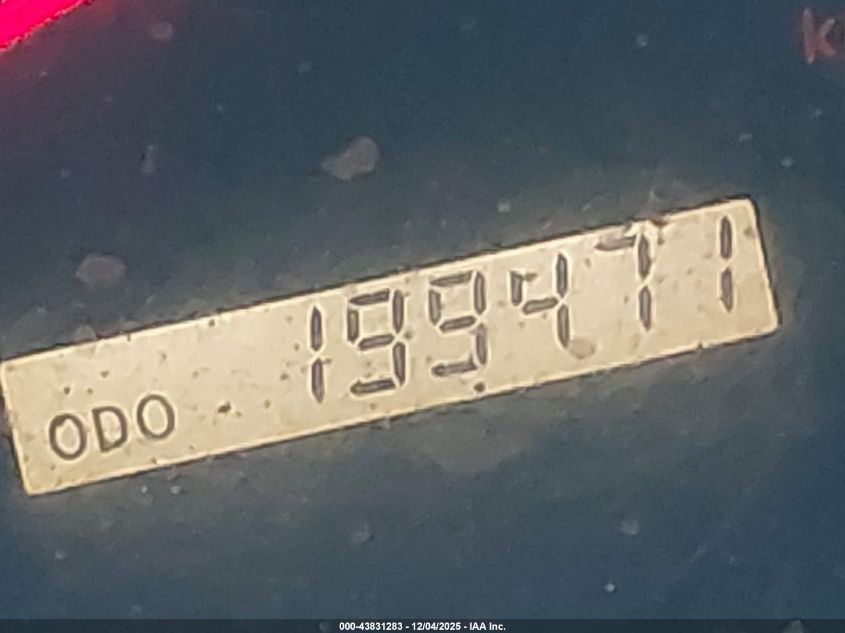 ODO 199471
000-43831283 - 12/04/2025 - IAA Inc.